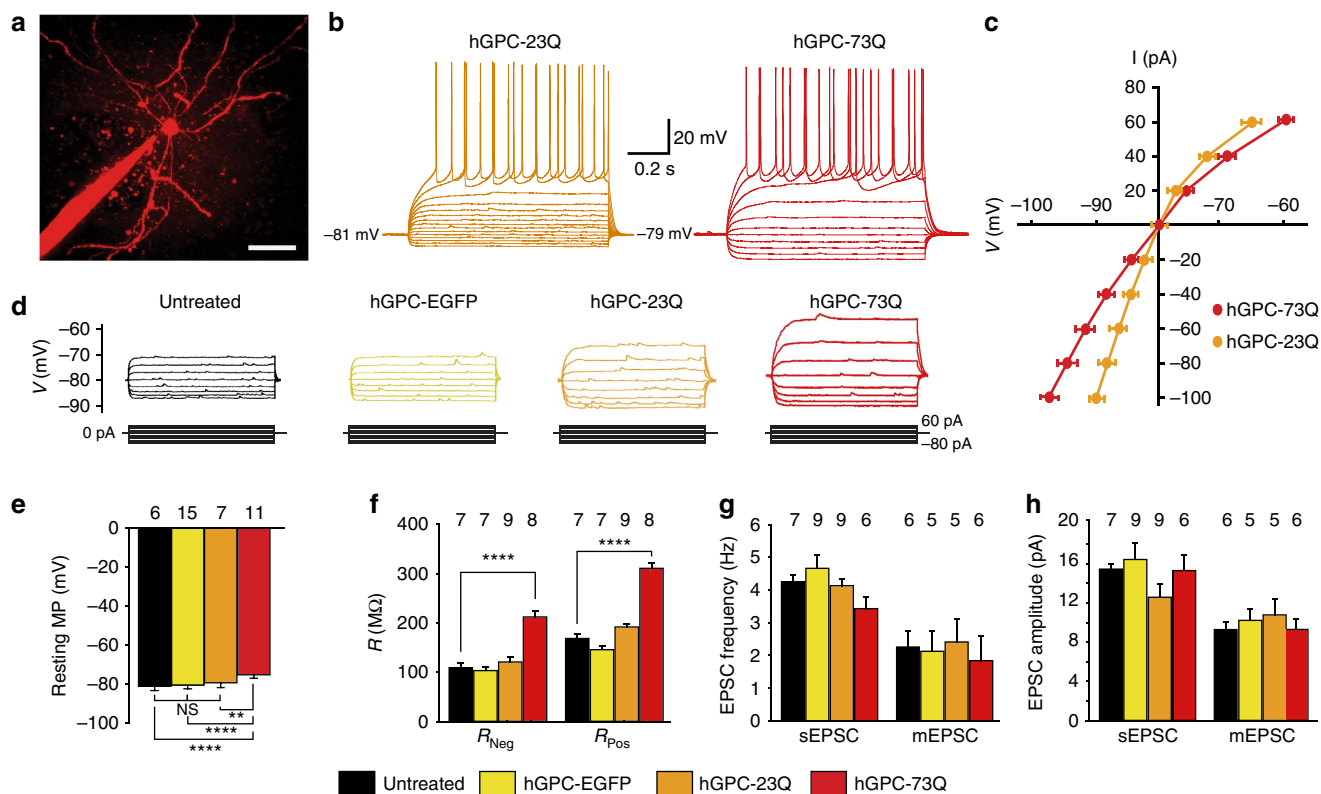 a
b
hGPC-23Q
hGPC-73Q
20 mV
0.2 s
–81 mV
–79 mV
c
I (pA)
80
60
40
20
–100
–90
–70
–60
V (mV)
–20
–40
–60
–80
–100
hGPC-73Q
hGPC-23Q
d
Untreated
hGPC-EGFP
hGPC-23Q
hGPC-73Q
V (mV)
–60
–70
–80
–90
0 pA
60 pA
–80 pA
e
6 15 7 11
Resting MP (mV)
0
–20
–40
–60
–80
–100
NS
**
****
****
f
R (MΩ)
400
300
200
100
0
7 7 9 8 7 7 9 8
****
****
RNeg
RPos
g
EPSC frequency (Hz)
6
5
4
3
2
1
0
7 9 9 6 6 5 5 6
sEPSC
mEPSC
h
EPSC amplitude (pA)
20
16
12
8
4
0
7 9 9 6 6 5 5 6
sEPSC
mEPSC
Untreated
hGPC-EGFP
hGPC-23Q
hGPC-73Q